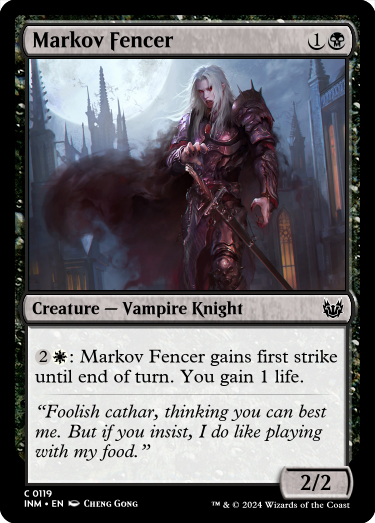 Markov Fencer 1
Creature — Vampire Knight
2 : Markov Fencer gains first strike
until end of turn. You gain 1 life.
“Foolish cathar, thinking you can best
me. But if you insist, I do like playing
with my food.”
2/2
C 0119
INM • EN Cheng Gong
™ & © 2024 Wizards of the Coast